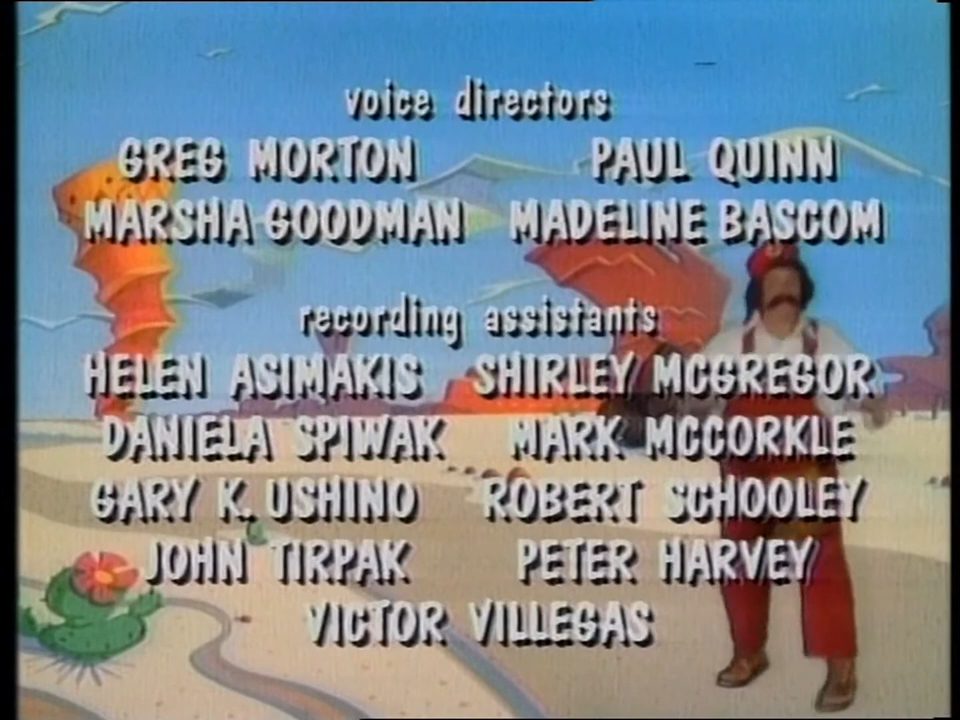 voice directors
GREG MORTON PAUL QUINN
MARSHA GOODMAN MADELINE BASCOM
recording assistants
HELEN ASIMAKIS SHIRLEY MCGREGOR
DANIELA SPIWAK MARK MCCORKLE
GARY K. USHINO ROBERT SCHOOLEY
JOHN TIRPAK PETER HARVEY
VICTOR VILLEGAS